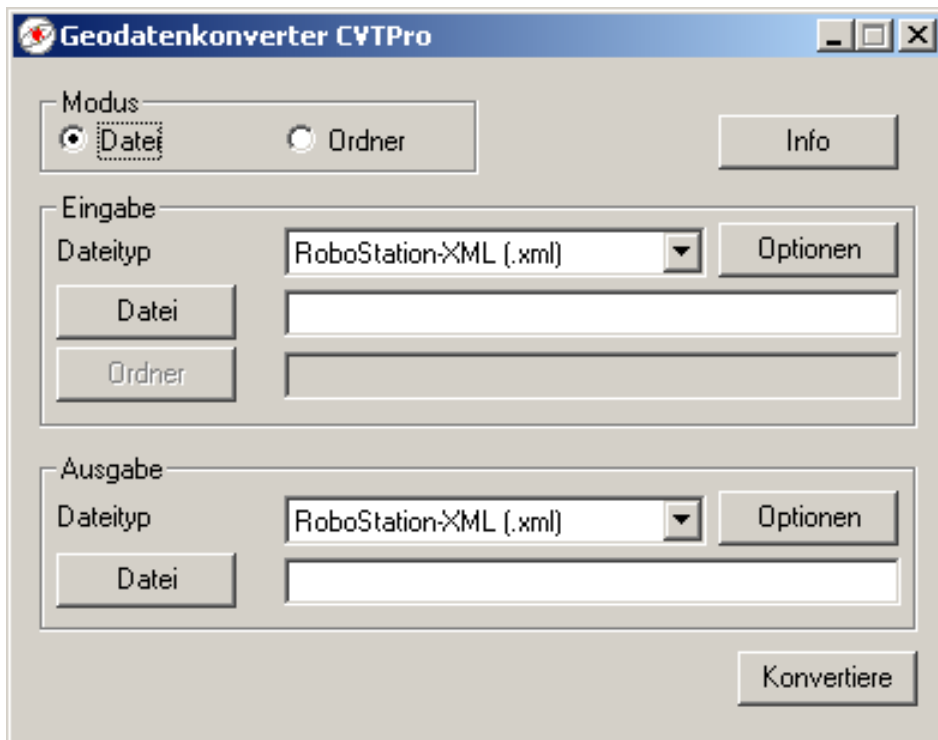 Geodatenkonverter CVTPro
Modus
Datei
Ordner
Info
Eingabe
Dateityp
RoboStation-XML (.xml)
Optionen
Datei
Ordner
Ausgabe
Dateityp
RoboStation-XML (.xml)
Optionen
Datei
Konvertiere